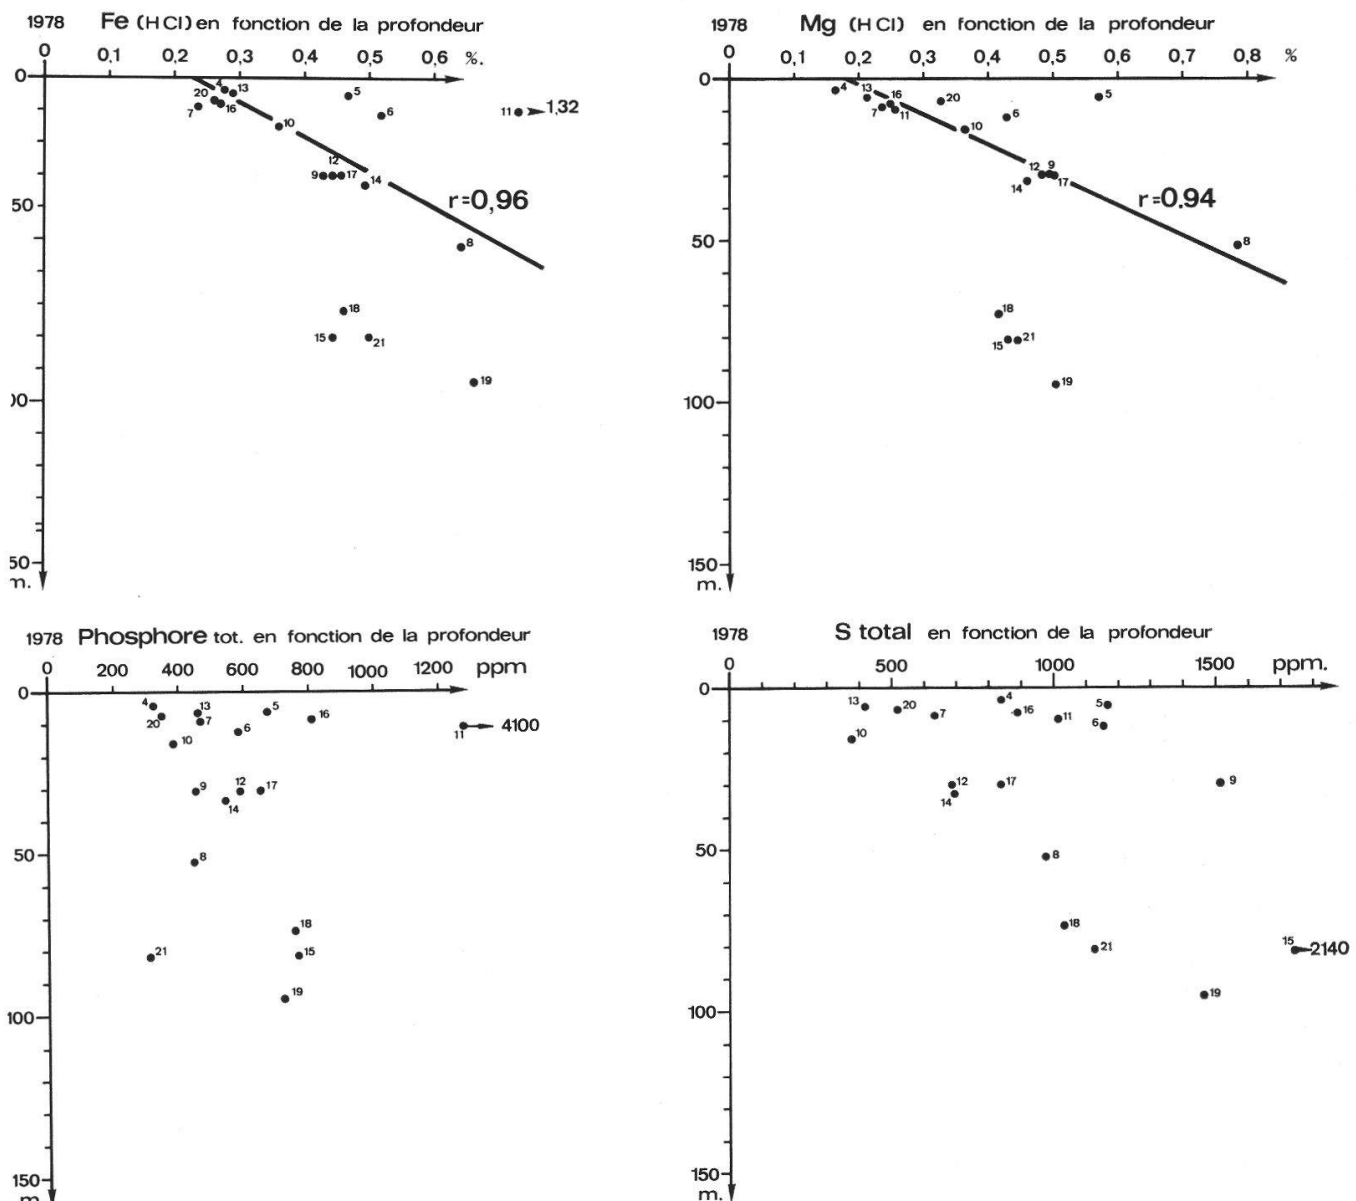 1978 Fe (HCl) en fonction de la profondeur
0 0,1 0,2 0,3 0,4 0,5 0,6 %.
0
4 13 5
20 16 6
7 11 1,32
10
12
9 17 14
50
r=0,96
8
18
15 21
19
00
50
m.
1978 Mg (HCl) en fonction de la profondeur
0 0,1 0,2 0,3 0,4 0,5 0,6 0,7 0,8 %
0
4 13 16 20 5
7 11 6
10
12 9
14 17
r=0.94
50
8
18
15 21
19
100
150
m.
1978 Phosphore tot. en fonction de la profondeur
0 200 400 600 800 1000 1200 ppm
0
4 13 5 16
20 7 6 11 4100
10
9 12 17
14
50
8
18
21 15
19
100
150
m.
1978 S total en fonction de la profondeur
0 500 1000 1500 ppm.
0
13 20 7 4 16 11 5
6
10
12 17 9
14
50
8
18
21 15 2140
19
100
150
m.